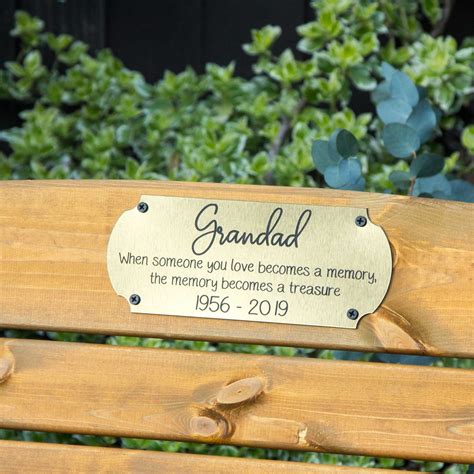 Grandad
When someone you love becomes a memory,
the memory becomes a treasure
1956 - 2019